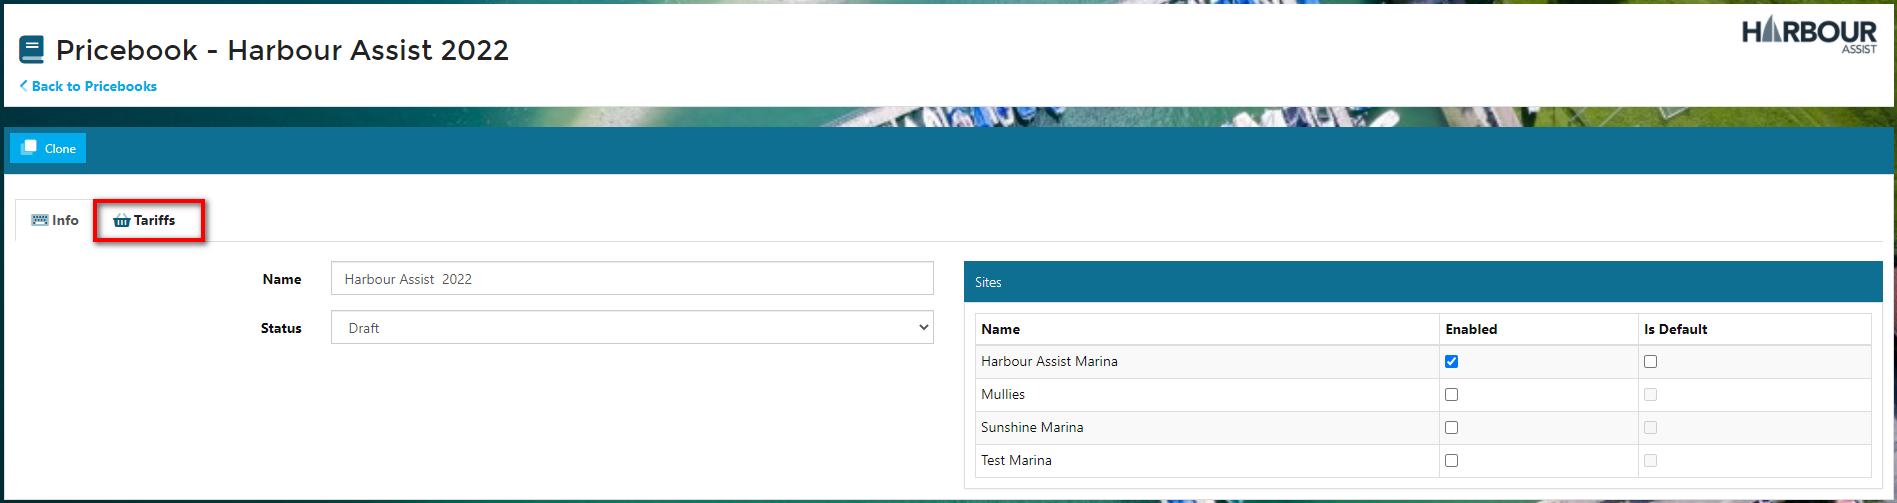 HARBOUR
ASSIST
Pricebook - Harbour Assist 2022
Back to Pricebooks
Clone
Info
Tariffs
Name
Harbour Assist  2022
Status
Draft
Sites
Name Enabled Is Default
Harbour Assist Marina
Mullies
Sunshine Marina
Test Marina